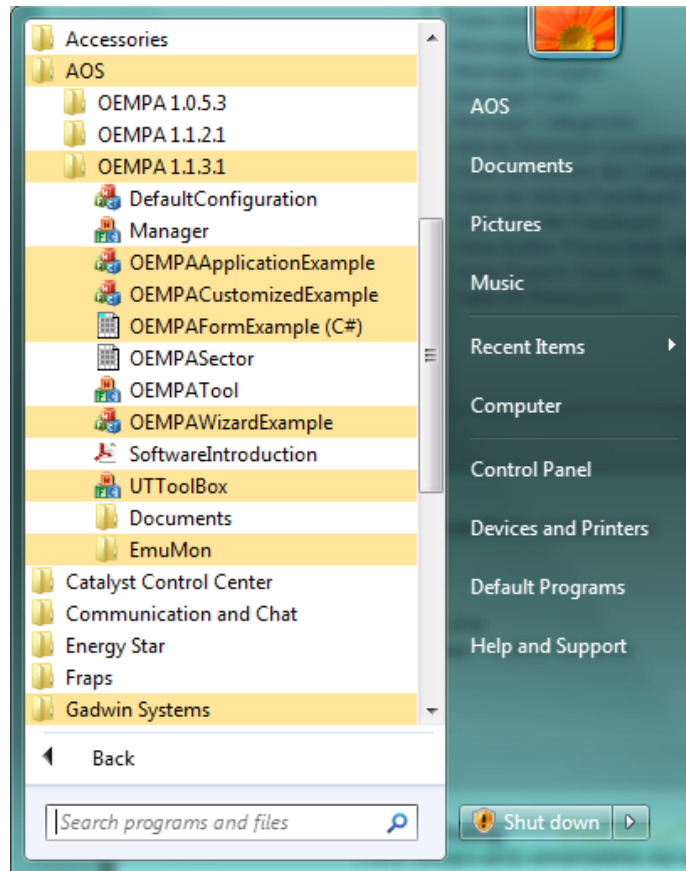 Accessories
AOS
OEMPA 1.0.5.3
OEMPA 1.1.2.1
OEMPA 1.1.3.1
DefaultConfiguration
Manager
OEMPAApplicationExample
OEMPACustomizedExample
OEMPAFormExample (C#)
OEMPASector
OEMPATool
OEMPAWizardExample
SoftwareIntroduction
UTToolBox
Documents
EmuMon
Catalyst Control Center
Communication and Chat
Energy Star
Fraps
Gadwin Systems
Back
Search programs and files
AOS
Documents
Pictures
Music
Recent Items
Computer
Control Panel
Devices and Printers
Default Programs
Help and Support
Shut down